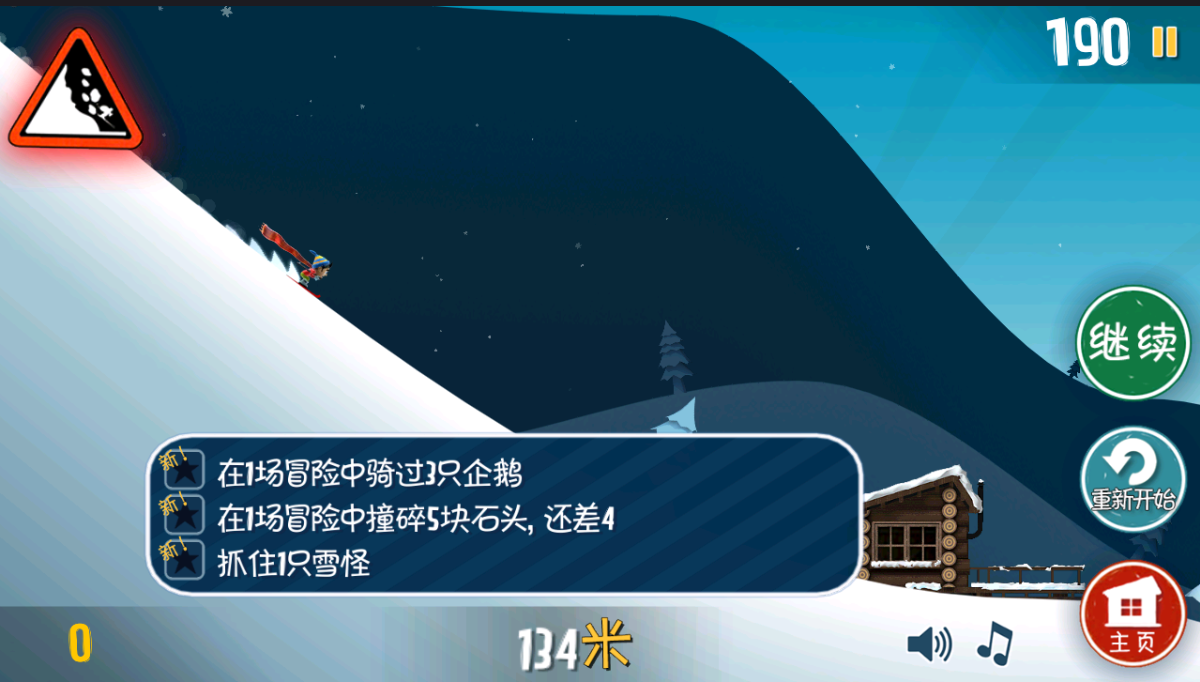 190
继续
新!
在1场冒险中骑过3只企鹅
新!
在1场冒险中撞碎5块石头, 还差4
新!
抓住1只雪怪
重新开始
主页
0
134米